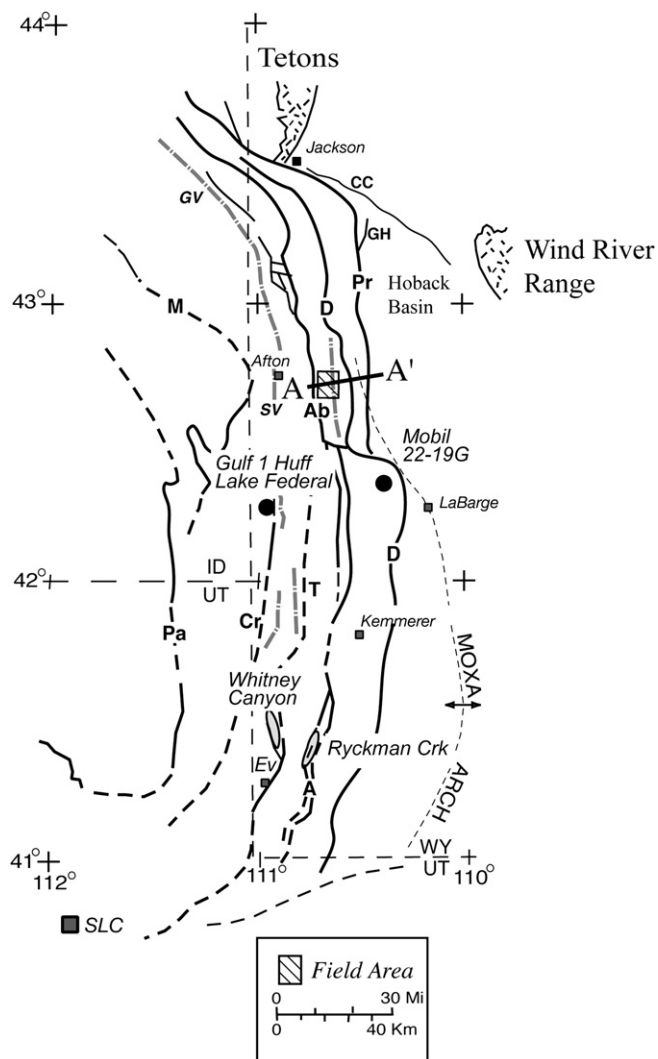 44°
Tetons
Jackson
CC
GV
GH
Wind River
Range
Pr
Hoback
Basin
43°
M
D
Afton
A
A'
SV
Ab
Mobil
22-19G
Gulf 1 Huff
Lake Federal
LaBarge
ID
42°
UT
T
D
Cr
Pa
Kemmerer
MOXA
ARCH
Whitney
Canyon
Ryckman Crk
Ev
A
41°
WY
UT
112°
111°
110°
SLC
Field Area
0 30 Mi
0 40 Km